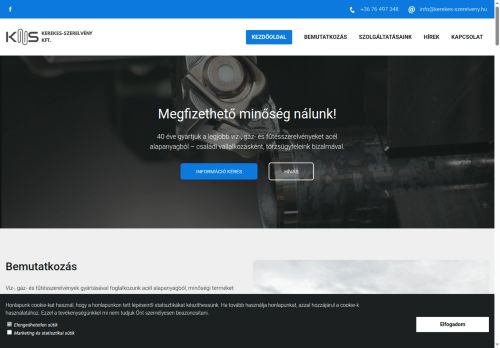 +36 76 497 348
info@kerekes-szerelveny.hu
KSS
KEREKES-SZERELVÉNY
KFT.
KEZDŐOLDAL
BEMUTATKOZÁS
SZOLGÁLTATÁSAINK
HÍREK
KAPCSOLAT
Megfizethető minőség nálunk!
40 éve gyártjuk a legjobb víz-, gáz- és fűtésszerelvényeket acél
alapanyagból – családi vállalkozásként, törzsügyfeleink bizalmával.
INFORMÁCIÓ KÉRÉS
HÍVÁS
Bemutatkozás
Víz-, gáz- és fűtésszerelvények gyártásával foglalkozunk acél alapanyagból, minőségi terméket
Honlapunk cookie-kat használ, hogy a honlapunkon tett lépéseiről statisztikákat készíthessünk. Ha tovább használja honlapunkat, azzal hozzájárul a cookie-k
használatához. Ezzel a tevékenységünkkel mi nem tudjuk Önt személyesen beazonosítani.
Elengedhetetlen sütik
Marketing és statisztikai sütik
Elfogadom